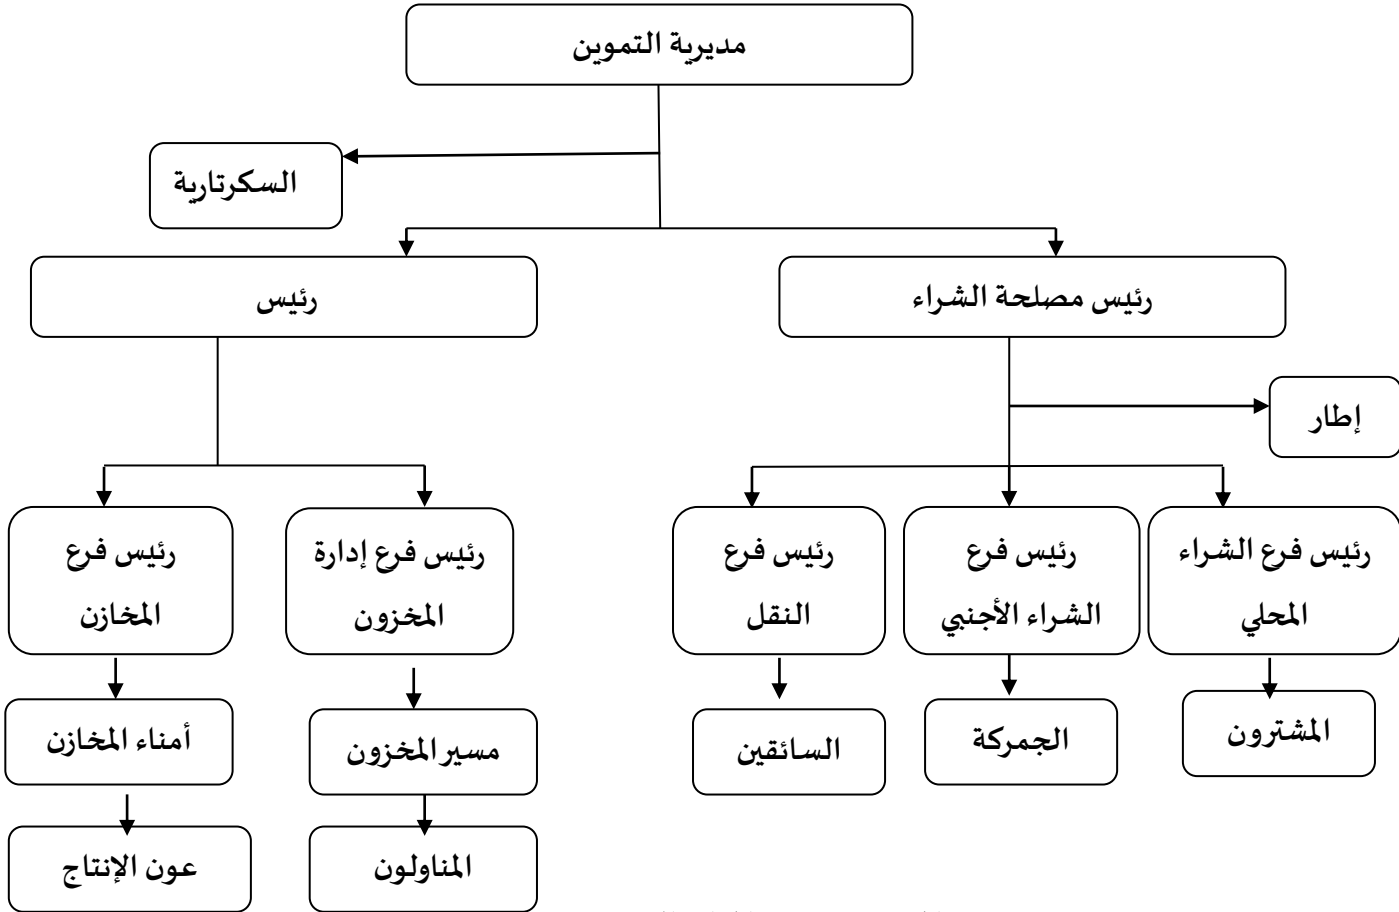 مديرية التموين
السكرتارية
رئيس مصلحة الشراء
رئيس
إطار
رئيس فرع الشراء
المحلي
رئيس فرع
الشراء الأجنبي
رئيس فرع
النقل
رئيس فرع إدارة
المخزون
رئيس فرع
المخازن
المشترون
الجمركة
السائقين
مسير المخزون
أمناء المخازن
المناولون
عون الإنتاج